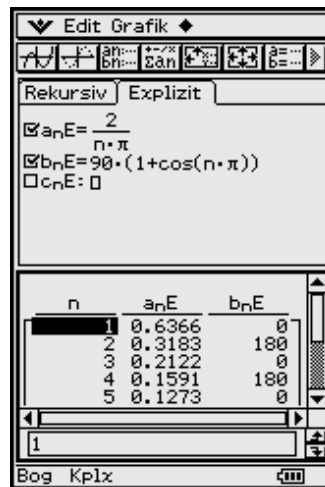 Edit Grafik
Rekursiv Explizit
aₙE=2/(n·π)
bₙE=90·(1+cos(n·π))
cₙE:
n aₙE bₙE
1 0.6366 0
2 0.3183 180
3 0.2122 0
4 0.1591 180
5 0.1273 0
1
Bog Kplx